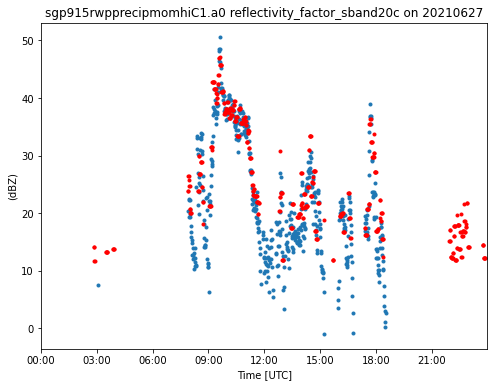 sgp915rwpprecipmomhiC1.a0 reflectivity_factor_sband20c on 20210627
50
40
30
20
10
0
(dBZ)
00:00 03:00 06:00 09:00 12:00 15:00 18:00 21:00
Time [UTC]